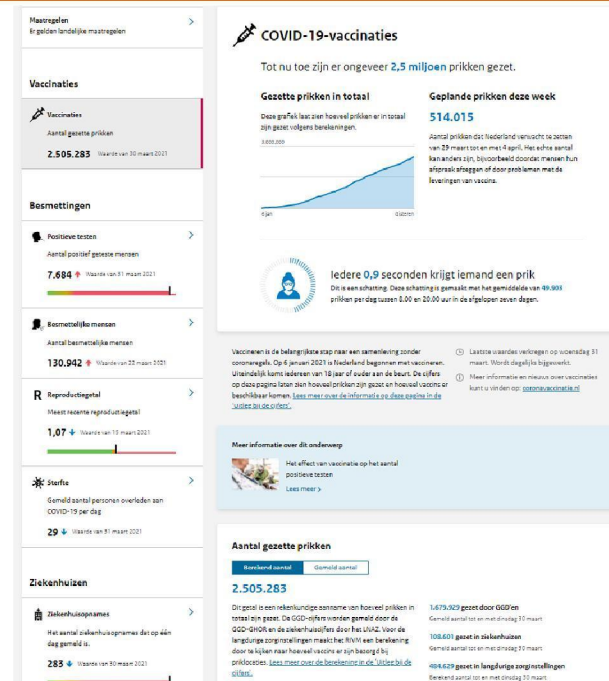 Maatregelen
Er gelden landelijke maatregelen
Vaccinaties
Vaccinaties
Aantal gezette prikken
2.505.283 Waarde van 30 maart 2021
Besmettingen
Positieve testen
Aantal positief geteste mensen
7.684 Waarde van 31 maart 2021
Besmettelijke mensen
Aantal besmettelijke mensen
130.942 Waarde van 22 maart 2021
R Reproductiegetal
Meest recente reproductiegetal
1,07 Waarde van 15 maart 2021
Sterfte
Gemeld aantal personen overleden aan
COVID-19 per dag
29 Waarde van 31 maart 2021
Ziekenhuizen
Ziekenhuisopnames
Het aantal ziekenhuisopnames dat op één
dag gemeld is.
283 Waarde van 30 maart 2021
COVID-19-vaccinaties
Tot nu toe zijn er ongeveer 2,5 miljoen prikken gezet.
Gezette prikken in totaal
Deze grafiek laat zien hoeveel prikken er in totaal
zijn gezet volgens berekeningen.
3.000.000
6 jan
gisteren
Geplande prikken deze week
514.015
Aantal prikken dat Nederland verwacht te zetten
van 29 maart tot en met 4 april. Het echte aantal
kan anders zijn, bijvoorbeeld doordat mensen hun
afspraak afzeggen of door problemen met de
leveringen van vaccins.
Iedere 0,9 seconden krijgt iemand een prik
Dit is een schatting. Deze schatting is gemaakt met het gemiddelde van 49.903
prikken per dag tussen 8.00 en 20.00 uur in de afgelopen zeven dagen.
Vaccineren is de belangrijkste stap naar een samenleving zonder
coronaregels. Op 6 januari 2021 is Nederland begonnen met vaccineren.
Uiteindelijk komt iedereen van 18 jaar of ouder aan de beurt. De cijfers
op deze pagina laten zien hoeveel prikken zijn gezet en hoeveel vaccins er
beschikbaar komen. Lees meer over de informatie op deze pagina in de
'Uitleg bij de cijfers'.
Laatste waardes verkregen op woensdag 31
maart. Wordt dagelijks bijgewerkt.
Meer informatie en nieuws over vaccinaties
kunt u vinden op: coronavaccinatie.nl
Meer informatie over dit onderwerp
Het effect van vaccinatie op het aantal
positieve testen
Lees meer >
Aantal gezette prikken
Berekend aantal Gemeld aantal
2.505.283
Dit getal is een rekenkundige aanname van hoeveel prikken in
totaal zijn gezet. De GGD-cijfers worden gemeld door de
GGD-GHOR en de ziekenhuiscijfers door het LNAZ. Voor de
langdurige zorginstellingen maakt het RIVM een berekening
door te kijken naar hoeveel vaccins er zijn bezorgd bij
priklocaties. Lees meer over de berekening in de 'Uitleg bij de
cijfers'.
1.679.929 gezet door GGD'en
Gemeld aantal tot en met dinsdag 30 maart
108.601 gezet in ziekenhuizen
Gemeld aantal tot en met dinsdag 30 maart
484.629 gezet in langdurige zorginstellingen
Berekend aantal tot en met dinsdag 30 maart